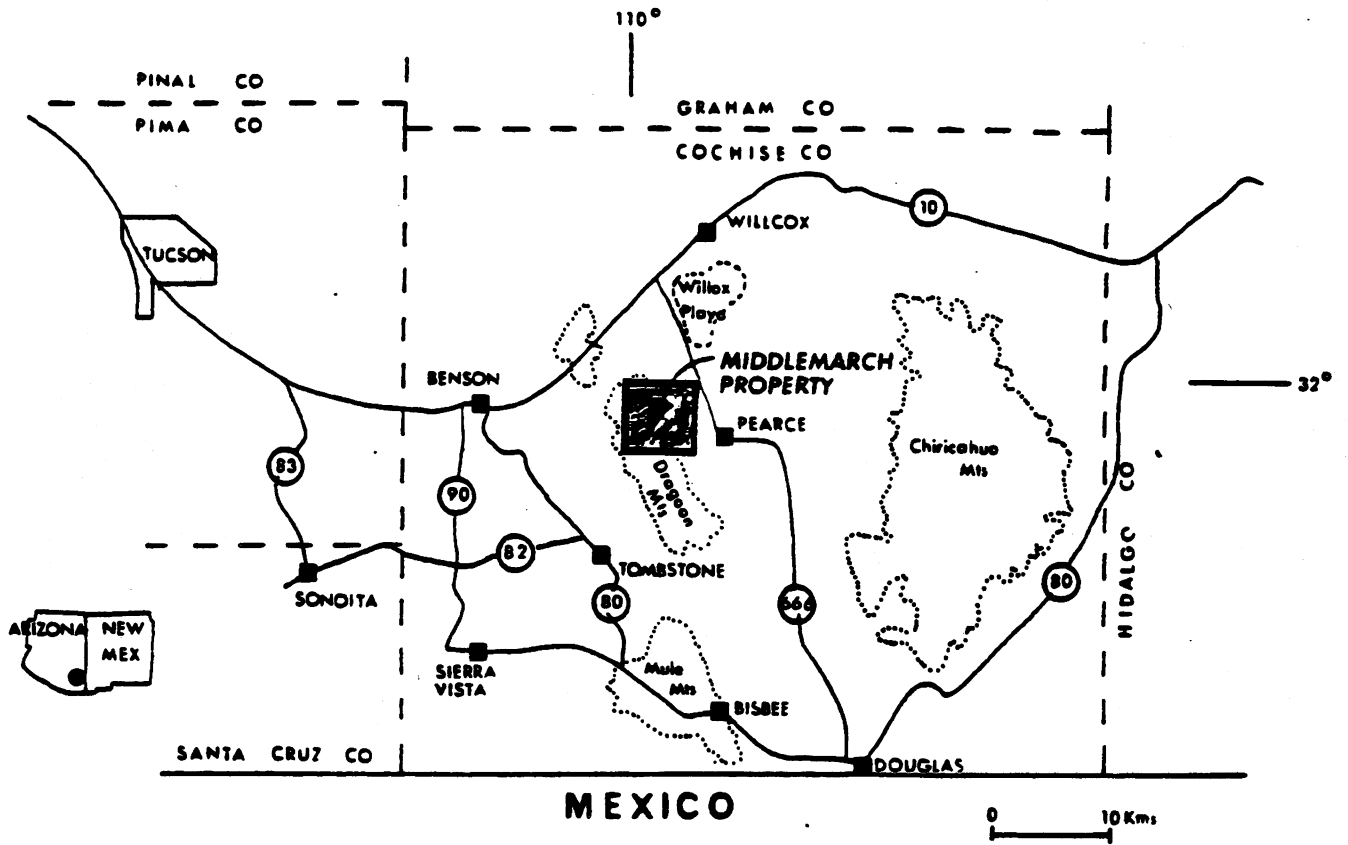 110°
PINAL CO
PIMA CO
GRAHAM CO
COCHISE CO
10
WILLCOX
TUCSON
Willox
Playa
MIDDLEMARCH
PROPERTY
BENSON
32°
PEARCE
Chiricahua
Mts
83
90
Dragoon
Mts
HIDALGO CO
82
TOMBSTONE
SONOITA
80
666
80
ARIZONA
NEW
MEX
SIERRA
VISTA
Mule
Mts
BISBEE
SANTA CRUZ CO
DOUGLAS
MEXICO
0 10 Kms